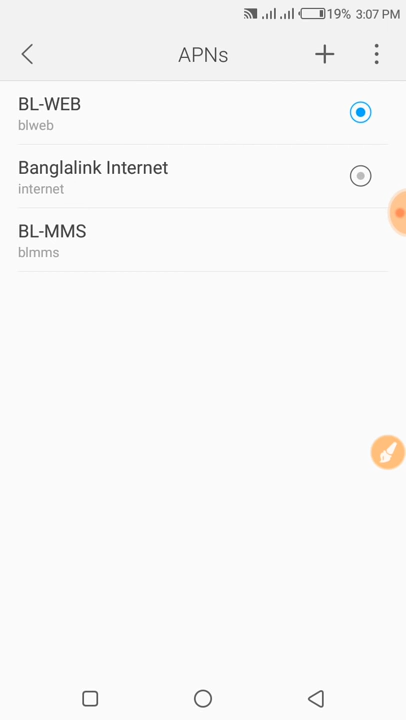 19% 3:07 PM
APNs
BL-WEB
blweb
Banglalink Internet
internet
BL-MMS
blmms